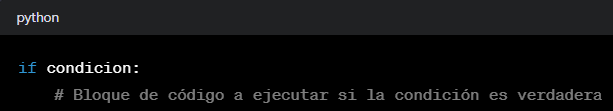 python
if condicion:
# Bloque de código a ejecutar si la condición es verdadera